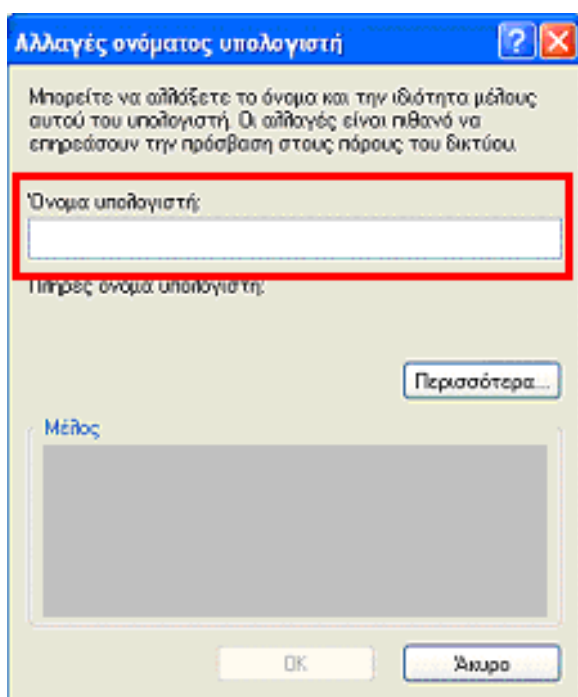 Αλλαγές ονόματος υπολογιστή
Μπορείτε να αλλάξετε το όνομα και την ιδιότητα μέλους
αυτού του υπολογιστή. Οι αλλαγές είναι πιθανό να
επηρεάσουν την πρόσβαση στους πόρους του δικτύου.
Όνομα υπολογιστή:
Πλήρες όνομα υπολογιστή:
Περισσότερα...
Μέλος
OK
Άκυρο